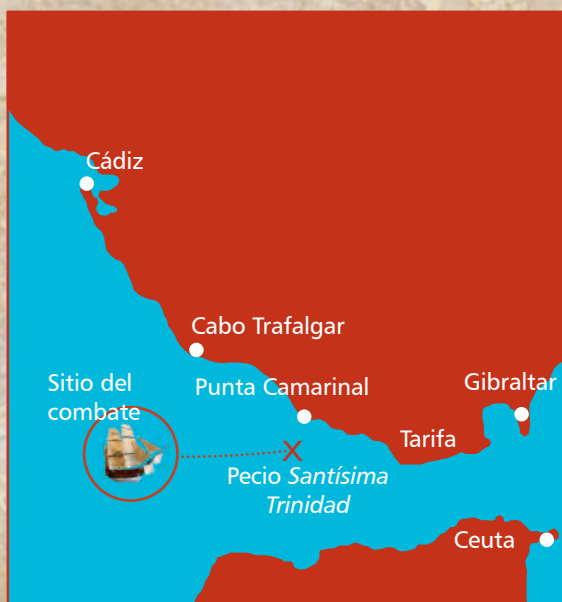 Cádiz
Cabo Trafalgar
Sitio del
combate
Punta Camarinal
Gibraltar
Tarifa
X
Pecio Santísima
Trinidad
Ceuta